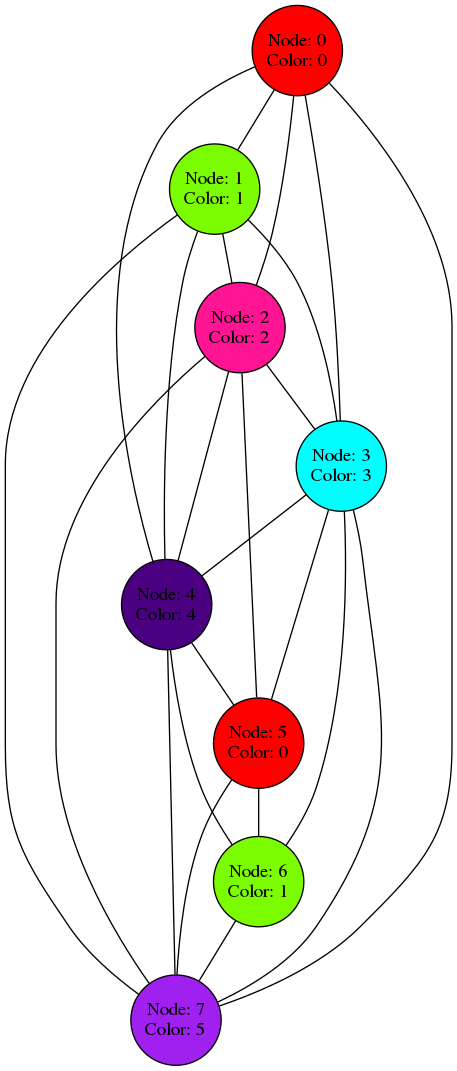 Node: 0
Color: 0
Node: 1
Color: 1
Node: 2
Color: 2
Node: 3
Color: 3
Node: 4
Color: 4
Node: 5
Color: 0
Node: 6
Color: 1
Node: 7
Color: 5